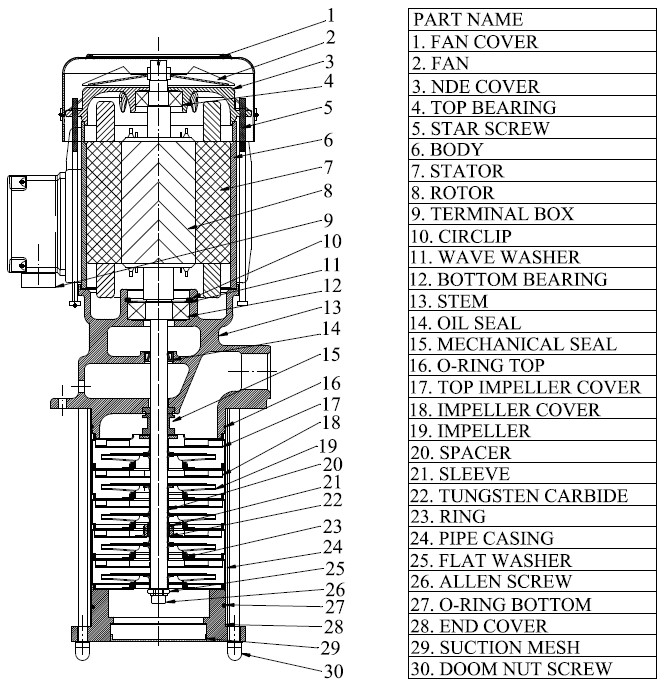 1
2
3
4
5
6
7
8
9
10
11
12
13
14
15
16
17
18
19
20
21
22
23
24
25
26
27
28
29
30
PART NAME
1. FAN COVER
2. FAN
3. NDE COVER
4. TOP BEARING
5. STAR SCREW
6. BODY
7. STATOR
8. ROTOR
9. TERMINAL BOX
10. CIRCLIP
11. WAVE WASHER
12. BOTTOM BEARING
13. STEM
14. OIL SEAL
15. MECHANICAL SEAL
16. O-RING TOP
17. TOP IMPELLER COVER
18. IMPELLER COVER
19. IMPELLER
20. SPACER
21. SLEEVE
22. TUNGSTEN CARBIDE
23. RING
24. PIPE CASING
25. FLAT WASHER
26. ALLEN SCREW
27. O-RING BOTTOM
28. END COVER
29. SUCTION MESH
30. DOOM NUT SCREW